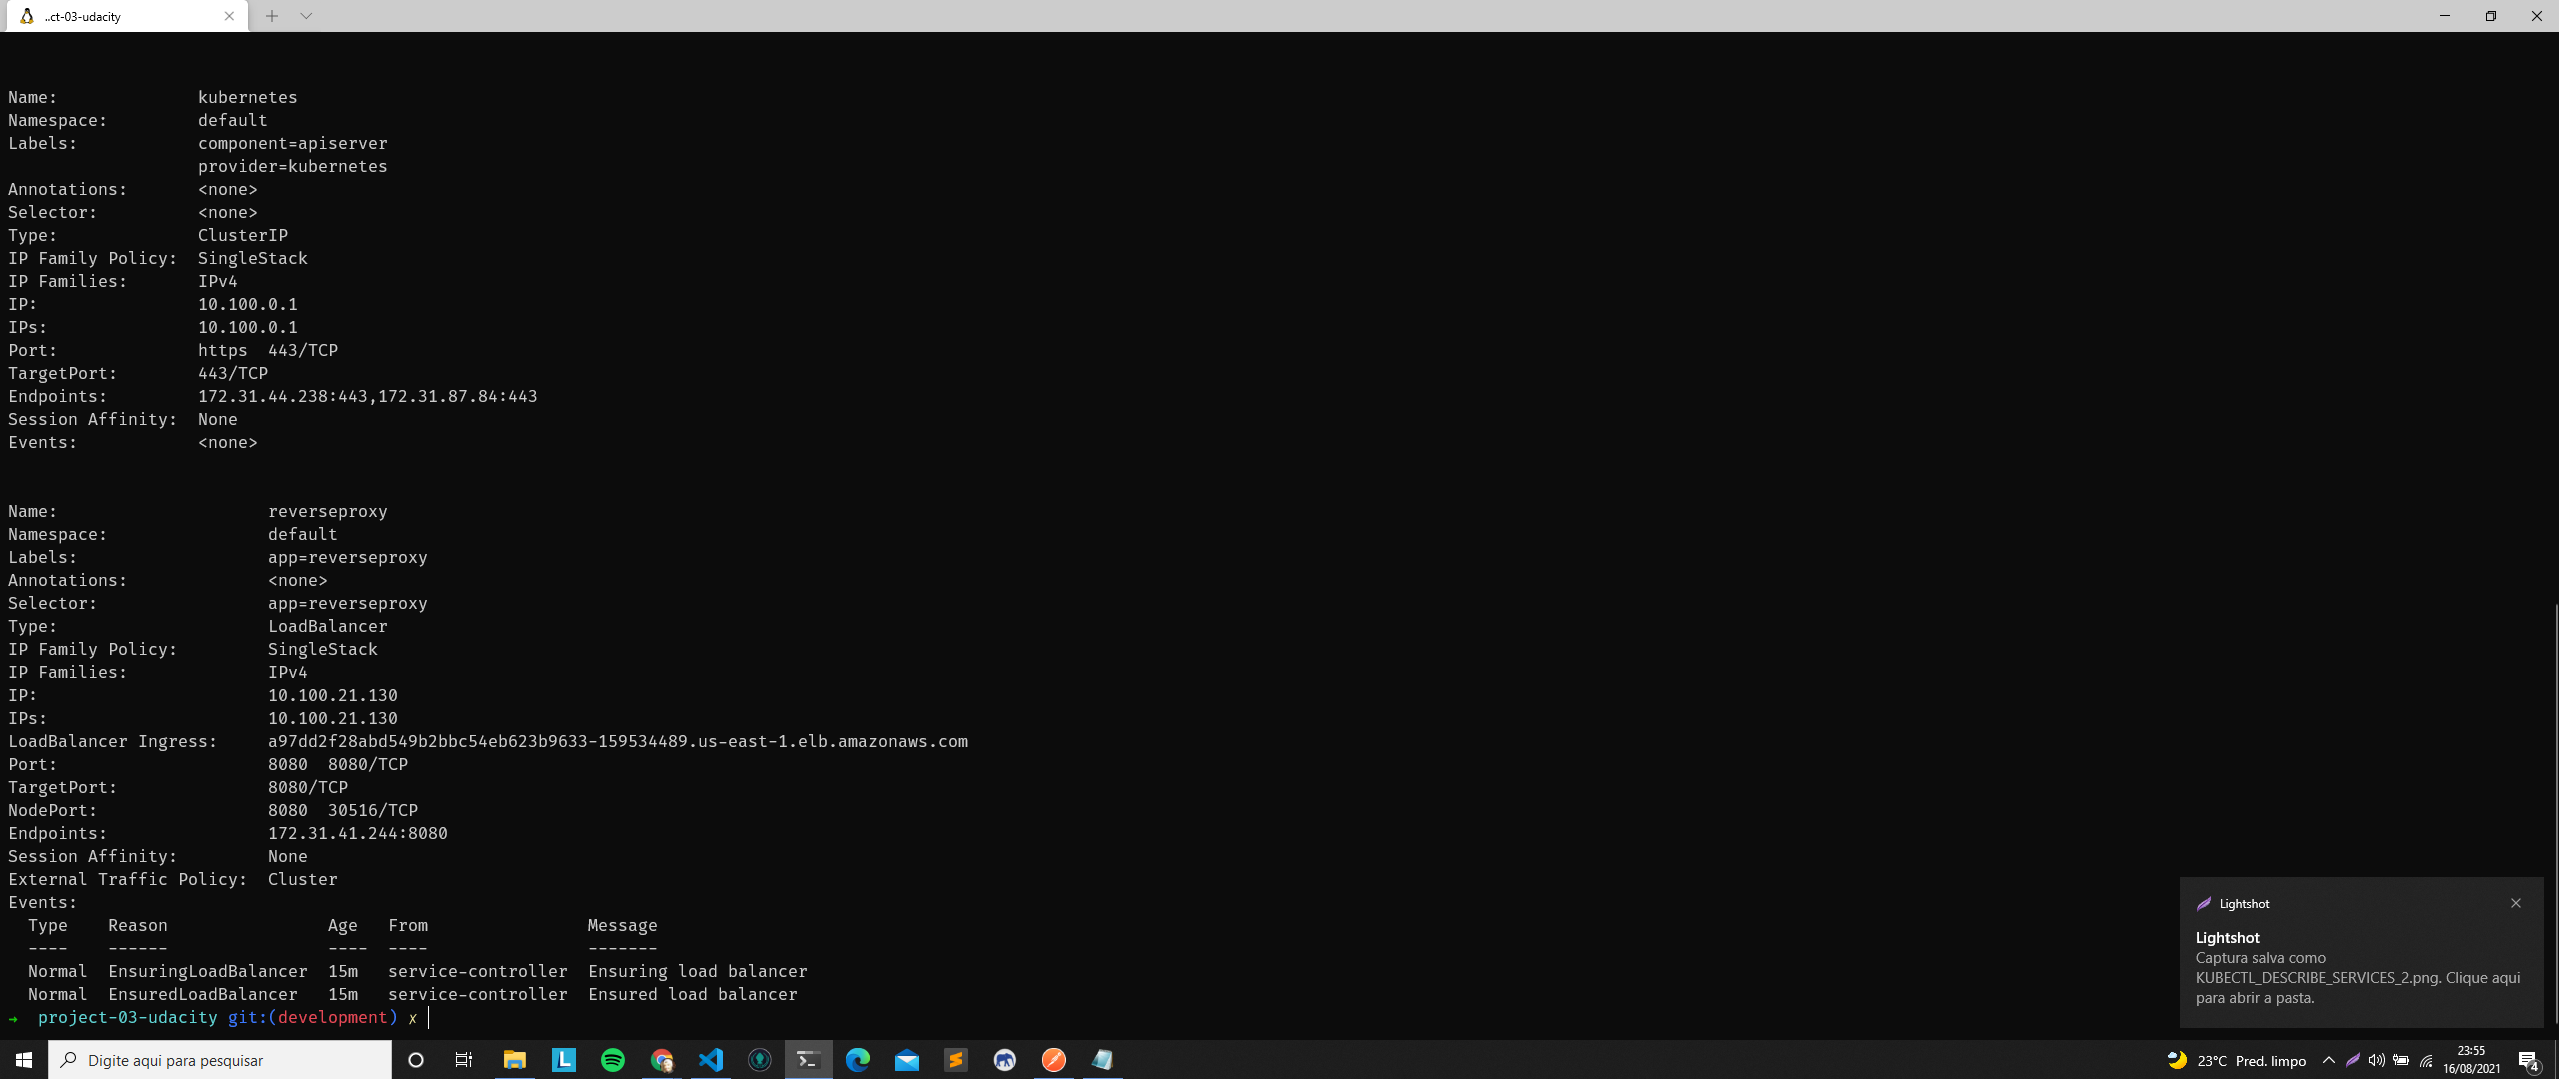 ..ct-03-udacity
Name: kubernetes
Namespace: default
Labels: component=apiserver
provider=kubernetes
Annotations: <none>
Selector: <none>
Type: ClusterIP
IP Family Policy: SingleStack
IP Families: IPv4
IP: 10.100.0.1
IPs: 10.100.0.1
Port: https 443/TCP
TargetPort: 443/TCP
Endpoints: 172.31.44.238:443,172.31.87.84:443
Session Affinity: None
Events: <none>
Name: reverseproxy
Namespace: default
Labels: app=reverseproxy
Annotations: <none>
Selector: app=reverseproxy
Type: LoadBalancer
IP Family Policy: SingleStack
IP Families: IPv4
IP: 10.100.21.130
IPs: 10.100.21.130
LoadBalancer Ingress: a97dd2f28abd549b2bbc54eb623b9633-159534489.us-east-1.elb.amazonaws.com
Port: 8080 8080/TCP
TargetPort: 8080/TCP
NodePort: 8080 30516/TCP
Endpoints: 172.31.41.244:8080
Session Affinity: None
External Traffic Policy: Cluster
Events:
Type Reason Age From Message
---- ------ ---- ---- -------
Normal EnsuringLoadBalancer 15m service-controller Ensuring load balancer
Normal EnsuredLoadBalancer 15m service-controller Ensured load balancer
→ project-03-udacity git:(development) ✗
Lightshot
Lightshot
Captura salva como
KUBECTL_DESCRIBE_SERVICES_2.png. Clique aqui
para abrir a pasta.
Digite aqui para pesquisar
L
23°C Pred. limpo
23:55
16/08/2021
4